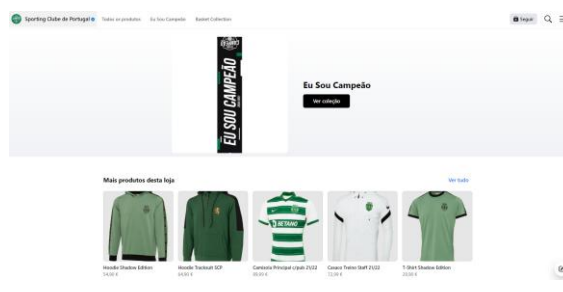 Sporting Clube de Portugal
Todos os produtos
Eu Sou Campeão
Basket Collection
Seguir
EU SOU CAMPEÃO
Eu Sou Campeão
Ver coleção
Mais produtos desta loja
Ver tudo
BETANO
Hoodie Shadow Edition
Hoodie Tracksuit SCP
Camisola Principal c/pub 21/22
Casaco Treino Staff 21/22
T-Shirt Shadow Edition